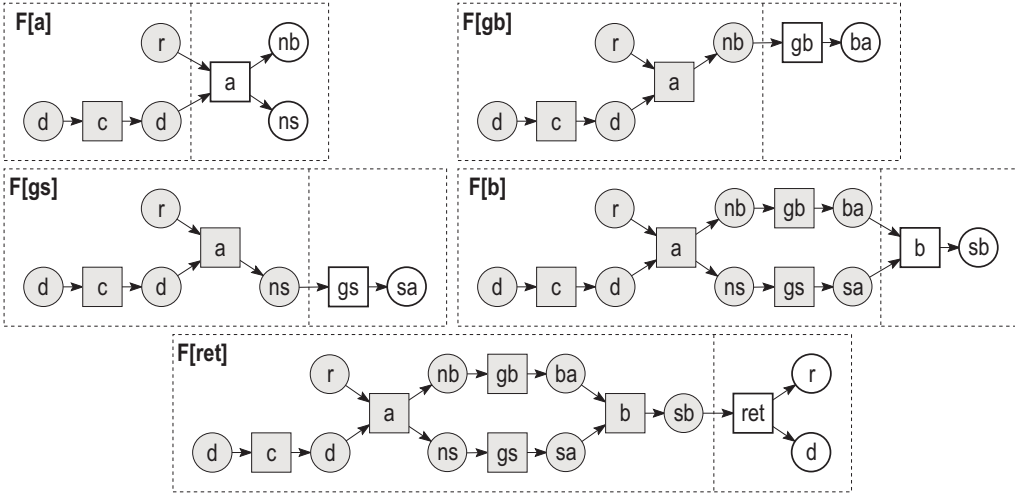 F[a]
r
nb
a
d c d
ns
F[gb]
r
nb gb ba
a
d c d
F[gs]
r
a
d c d
ns gs sa
F[b]
r
nb gb ba
a
b sb
d c d
ns gs sa
F[ret]
r
nb gb ba
r
a
b sb ret
d c d
ns gs sa
d